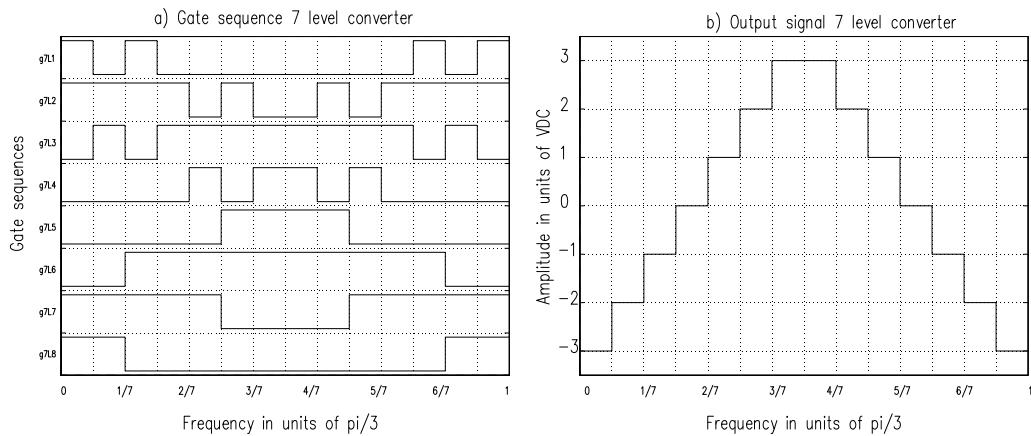 a) Gate sequence 7 level converter
g7L1
g7L2
g7L3
g7L4
g7L5
g7L6
g7L7
g7L8
Gate sequences
0 1/7 2/7 3/7 4/7 5/7 6/7 1
Frequency in units of pi/3
b) Output signal 7 level converter
3
2
1
0
-1
-2
-3
Amplitude in units of VDC
0 1/7 2/7 3/7 4/7 5/7 6/7 1
Frequency in units of pi/3